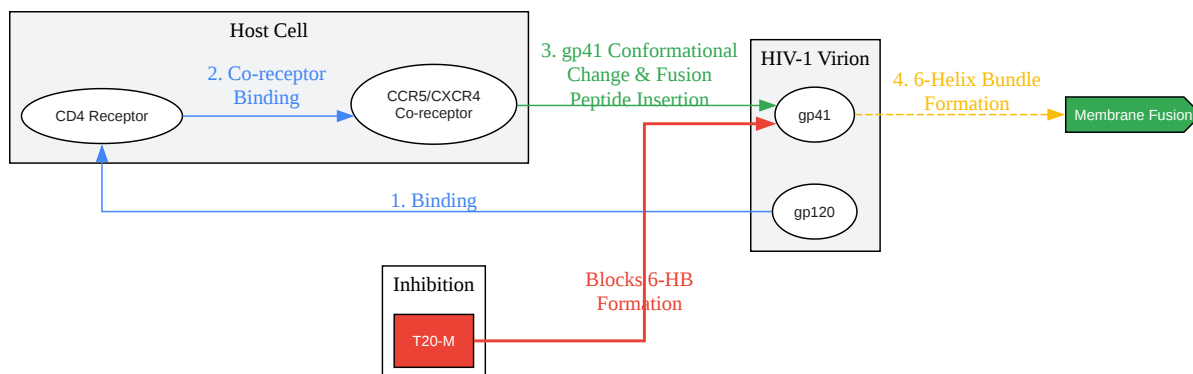 Host Cell
CD4 Receptor
2. Co-receptor
Binding
CCR5/CXCR4
Co-receptor
3. gp41 Conformational
Change & Fusion
Peptide Insertion
HIV-1 Virion
gp41
gp120
4. 6-Helix Bundle
Formation
Membrane Fusion
1. Binding
Inhibition
T20-M
Blocks 6-HB
Formation